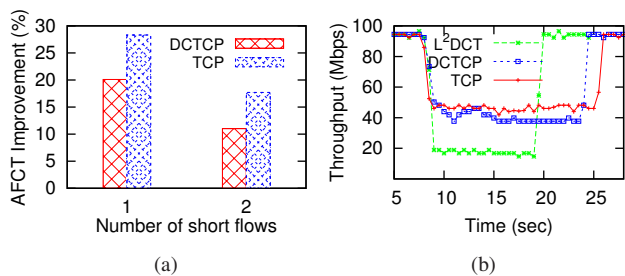 AFCT Improvement (%)
30
25
20
15
10
5
0
DCTCP
TCP
1
2
Number of short flows
(a)
Throughput (Mbps)
100
80
60
40
20
L²DCT
DCTCP
TCP
5
10
15
20
25
Time (sec)
(b)